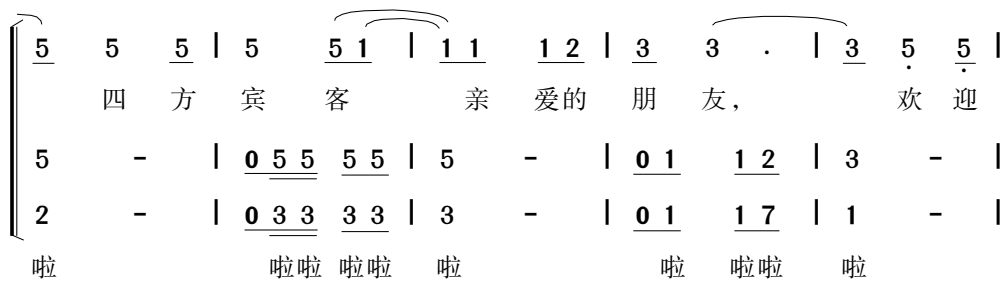 5 5 5 | 5 5 1 | 1 1 1 2 | 3 3 . | 3 5 5 |
四 方 宾 客 亲 爱的 朋 友， 欢 迎
5 - | 0 5 5 5 5 | 5 - | 0 1 1 2 | 3 - |
2 - | 0 3 3 3 3 | 3 - | 0 1 1 7 | 1 - |
啦 啦啦 啦啦 啦 啦 啦啦 啦